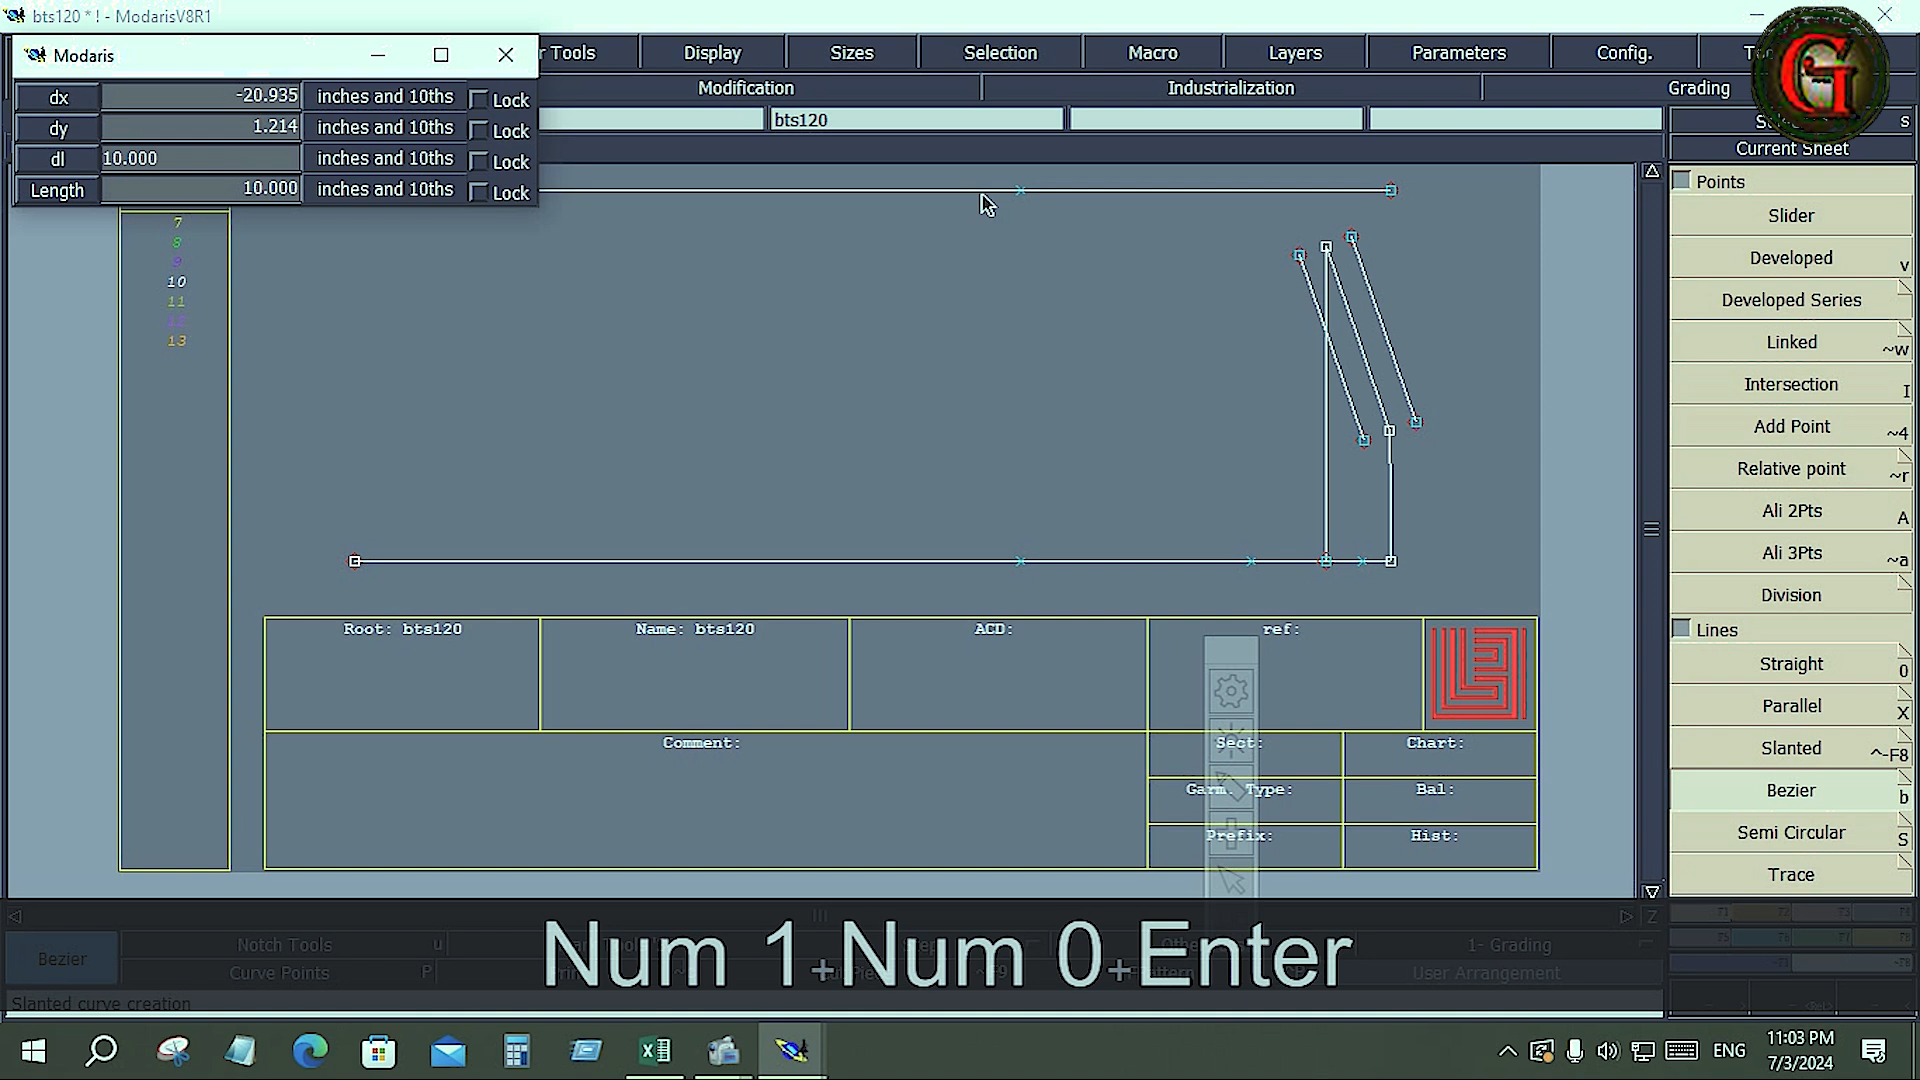 bts120 * ! - ModarisV8R1
Modaris
r Tools
Display
Sizes
Selection
Macro
Layers
Parameters
Config.
Modification
Industrialization
Grading
G
dx -20.935 inches and 10ths Lock
dy 1.214 inches and 10ths Lock
dl 10.000 inches and 10ths Lock
Length 10.000 inches and 10ths Lock
bts120
s
Current Sheet
Points
Slider
Developed v
Developed Series
Linked ~w
Intersection I
Add Point ~4
Relative point ~r
Ali 2Pts A
Ali 3Pts ~a
Division
Lines
Straight 0
Parallel X
Slanted ^-F8
Bezier b
Semi Circular S
Trace
7
8
9
10
11
12
13
Root: bts120
Name: bts120
ACD:
ref:
Comment:
Sect:
Chart:
Garm. Type:
Bal:
Prefix:
Hist:
Bezier
Notch Tools u
Curve Points P
1- Grading
User Arrangement
Num 1 + Num 0 + Enter
Slanted curve creation
ENG
11:03 PM
7/3/2024